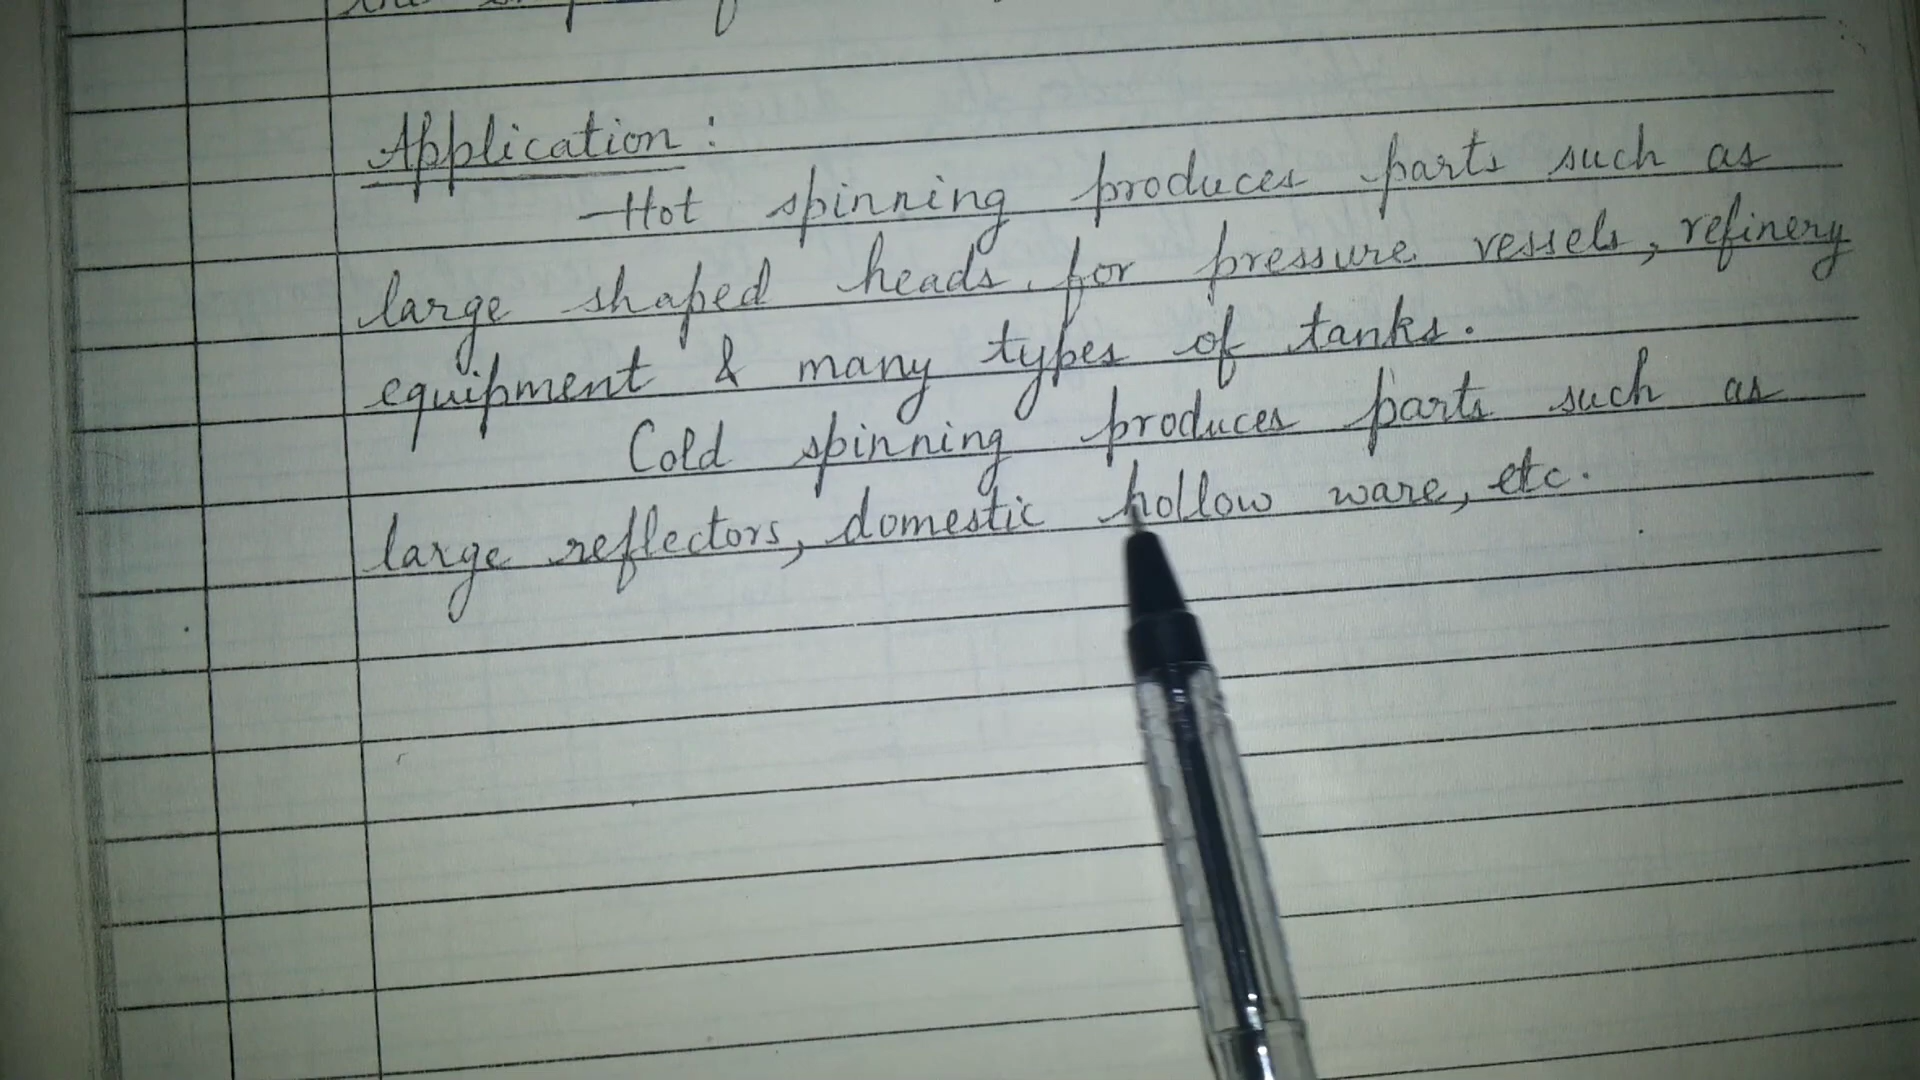 Application :
Hot spinning produces parts such as
large shaped heads for pressure vessels, refinery
equipment & many types of tanks.
Cold spinning produces parts such as
large reflectors, domestic hollow ware, etc.